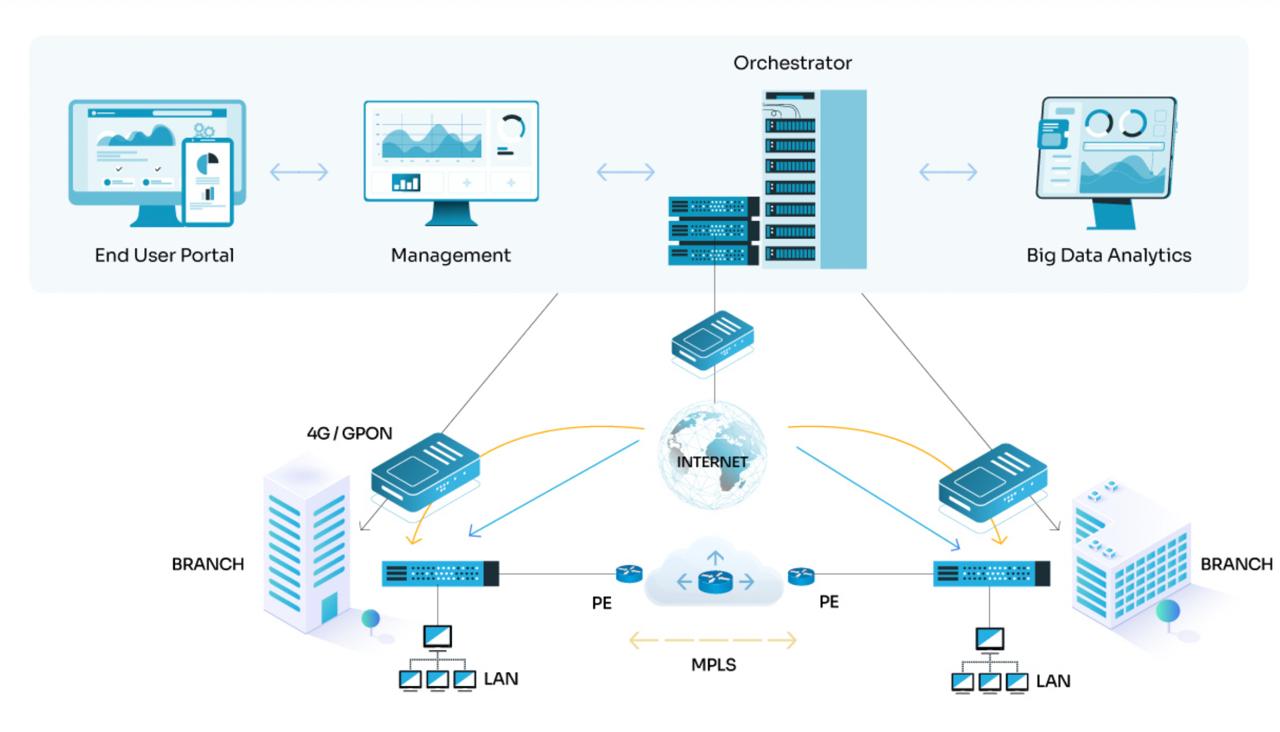 Orchestrator
End User Portal
Management
Big Data Analytics
4G / GPON
INTERNET
BRANCH
BRANCH
PE
PE
MPLS
LAN
LAN